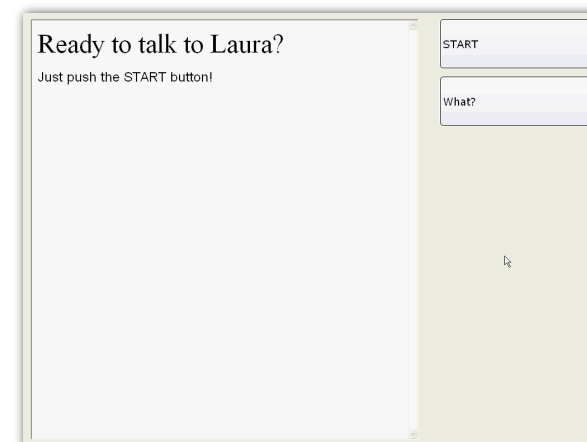 Ready to talk to Laura?
Just push the START button!
START
What?